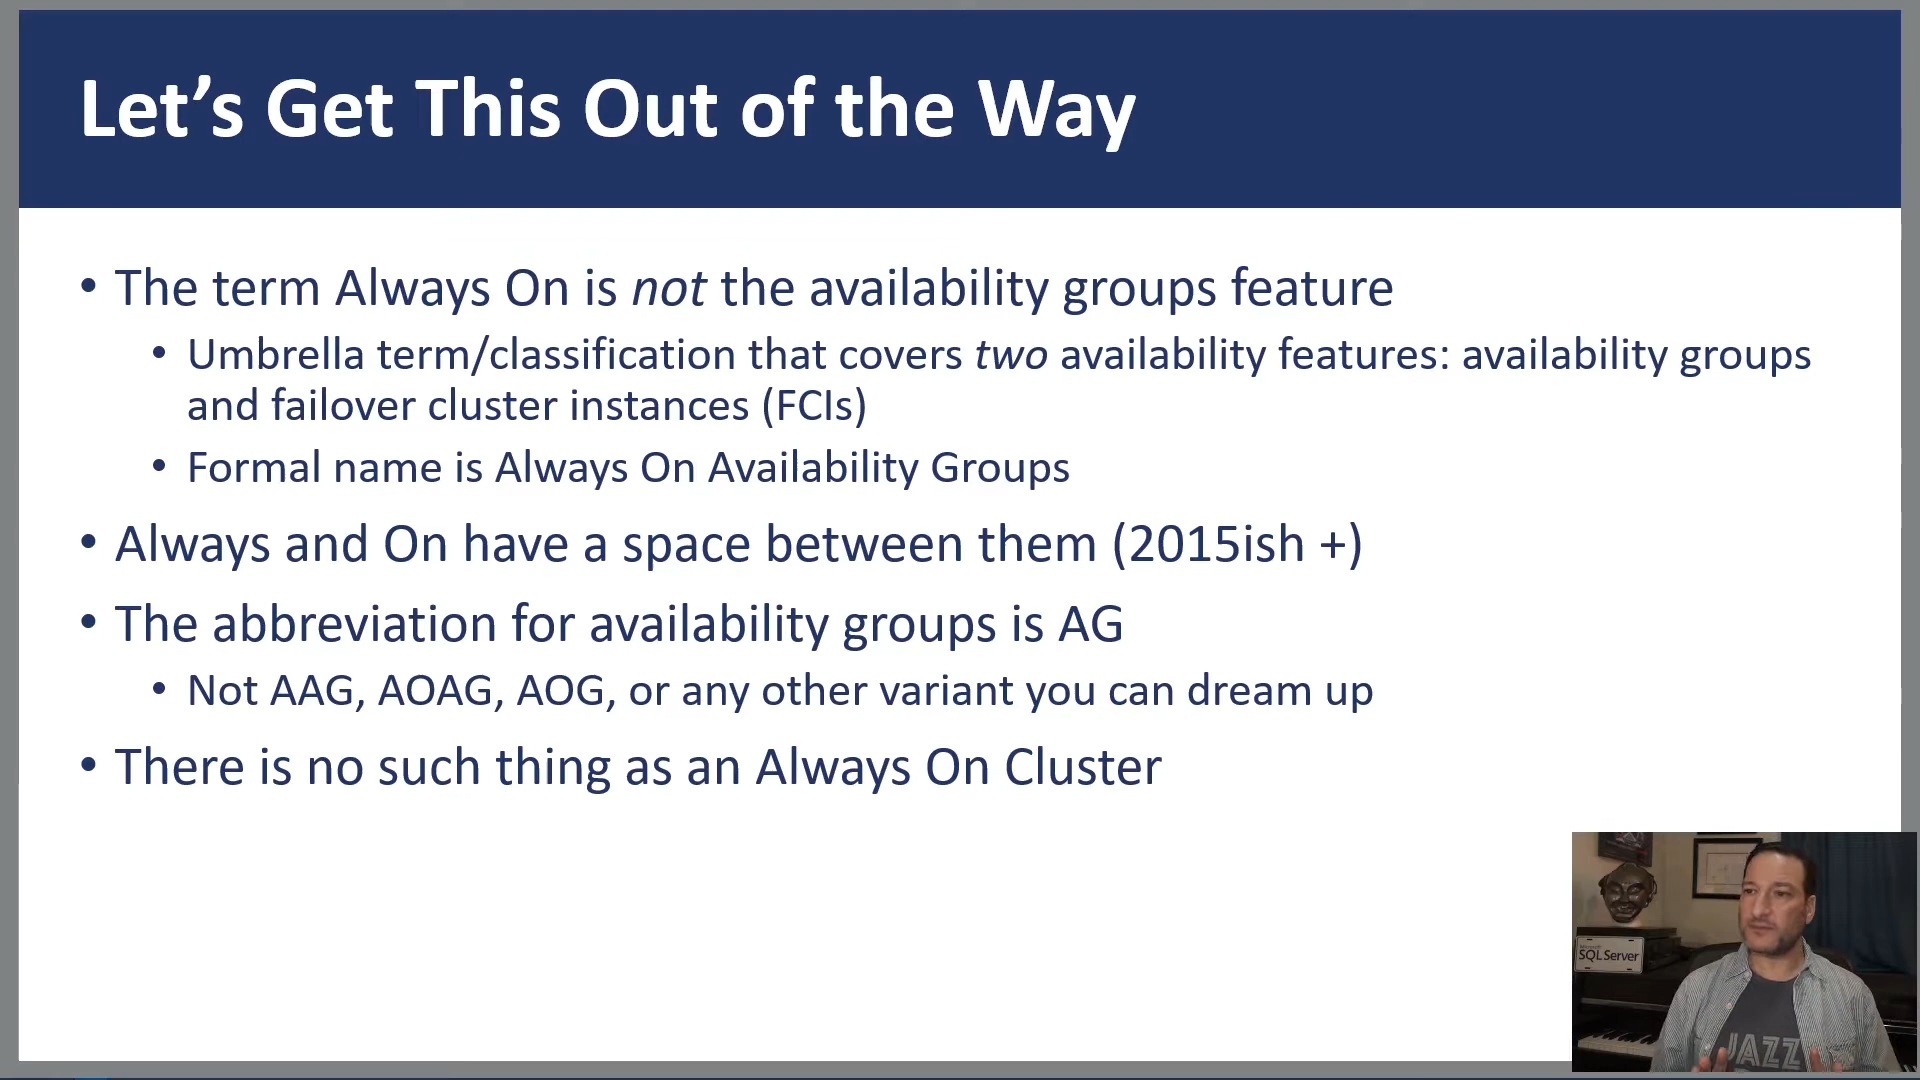 Let’s Get This Out of the Way
• The term Always On is not the availability groups feature
• Umbrella term/classification that covers two availability features: availability groups
and failover cluster instances (FCIs)
• Formal name is Always On Availability Groups
• Always and On have a space between them (2015ish +)
• The abbreviation for availability groups is AG
• Not AAG, AOAG, AOG, or any other variant you can dream up
• There is no such thing as an Always On Cluster
Microsoft
SQL Server
JAZZ